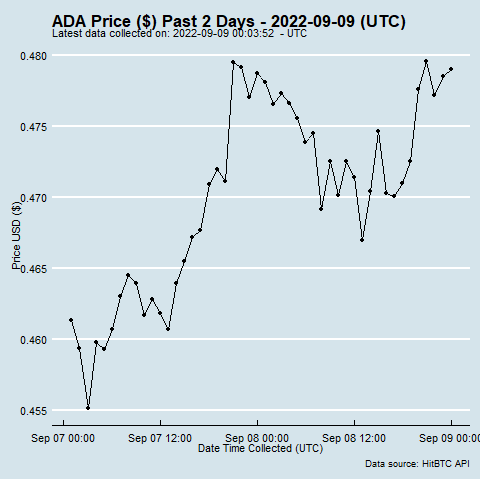 ADA Price ($) Past 2 Days - 2022-09-09 (UTC)
Latest data collected on: 2022-09-09 00:03:52 - UTC
0.480
0.475
0.470
0.465
0.460
0.455
Price USD ($)
Sep 07 00:00 Sep 07 12:00 Sep 08 00:00 Sep 08 12:00 Sep 09 00:00
Date Time Collected (UTC)
Data source: HitBTC API